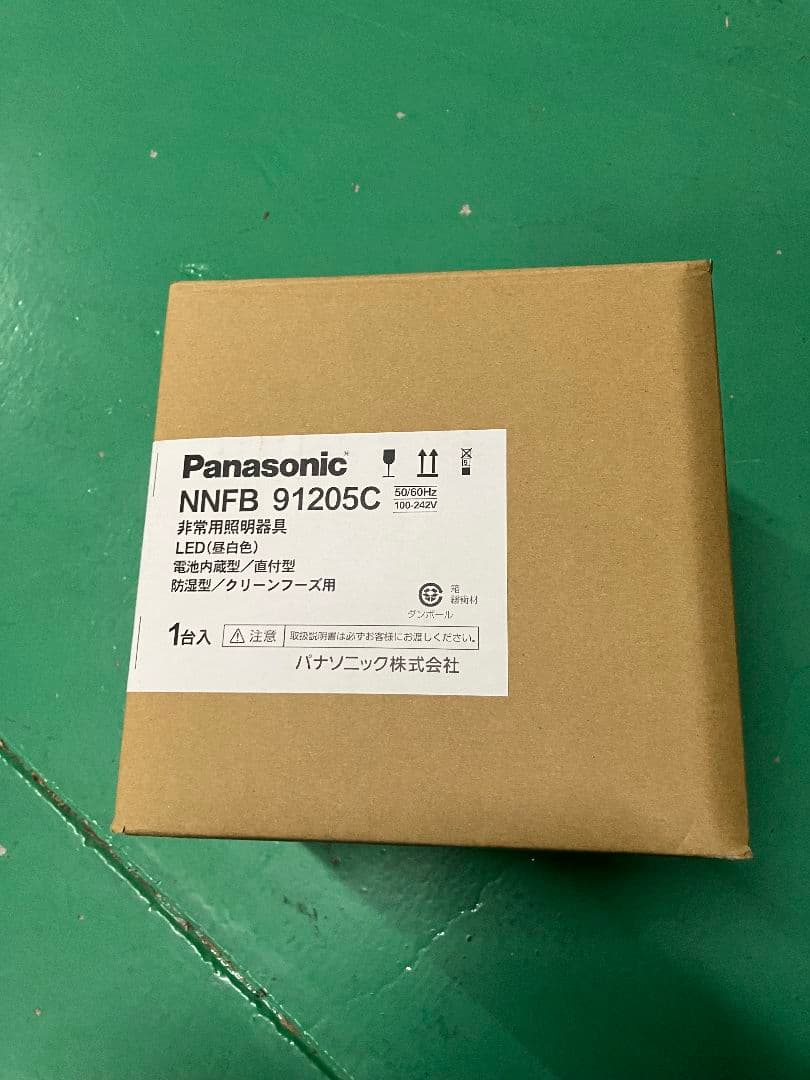 Panasonic
NNFB 91205C
50/60Hz
100-242V
非常用照明器具
LED(昼白色)
電池内蔵型/直付型
防湿型/クリーンフーズ用
箱
緩衝材
ダンボール
1台入
注意
取扱説明書は必ずお客様にお渡しください。
パナソニック株式会社